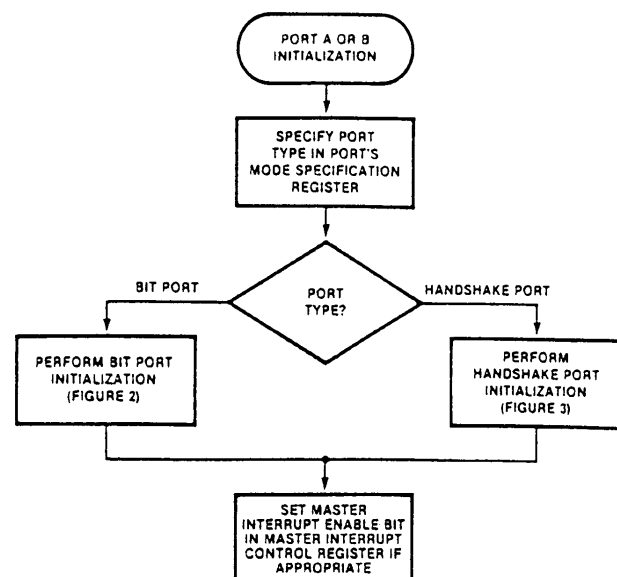 PORT A OR B
INITIALIZATION
SPECIFY PORT
TYPE IN PORT'S
MODE SPECIFICATION
REGISTER
BIT PORT
PORT
TYPE?
HANDSHAKE PORT
PERFORM BIT PORT
INITIALIZATION
(FIGURE 2)
PERFORM
HANDSHAKE PORT
INITIALIZATION
(FIGURE 3)
SET MASTER
INTERRUPT ENABLE BIT
IN MASTER INTERRUPT
CONTROL REGISTER IF
APPROPRIATE